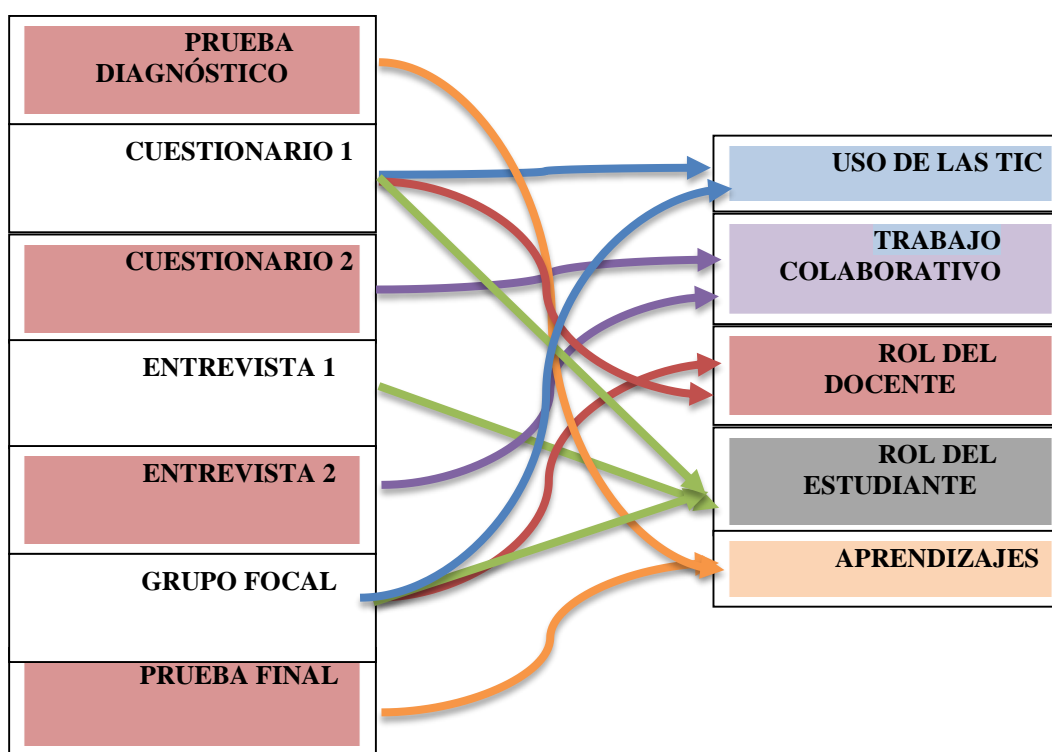 PRUEBA
DIAGNÓSTICO
CUESTIONARIO 1
CUESTIONARIO 2
ENTREVISTA 1
ENTREVISTA 2
GRUPO FOCAL
PRUEBA FINAL
USO DE LAS TIC
TRABAJO
COLABORATIVO
ROL DEL
DOCENTE
ROL DEL
ESTUDIANTE
APRENDIZAJES